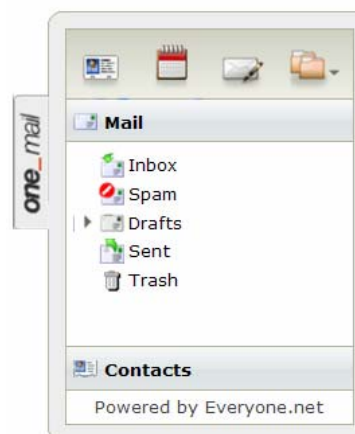 one_mail
Mail
Inbox
Spam
Drafts
Sent
Trash
Contacts
Powered by Everyone.net